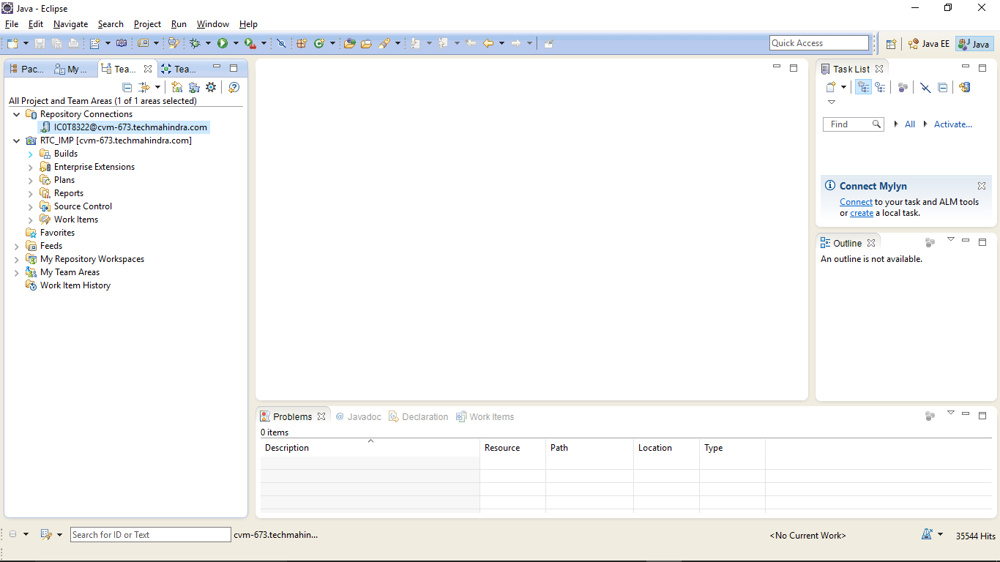 Java - Eclipse
File Edit Navigate Search Project Run Window Help
Quick Access
Java EE
Java
Pac...
My ...
Tea...
Tea...
All Project and Team Areas (1 of 1 areas selected)
Repository Connections
IC0T8322@cvm-673.techmahindra.com
RTC_IMP [cvm-673.techmahindra.com]
Builds
Enterprise Extensions
Plans
Reports
Source Control
Work Items
Favorites
Feeds
My Repository Workspaces
My Team Areas
Work Item History
Task List
Find
All
Activate...
Connect Mylyn
Connect to your task and ALM tools
or create a local task.
Outline
An outline is not available.
Problems @ Javadoc Declaration Work Items
0 items
Description Resource Path Location Type
Search for ID or Text
cvm-673.techmahin...
<No Current Work>
35544 Hits